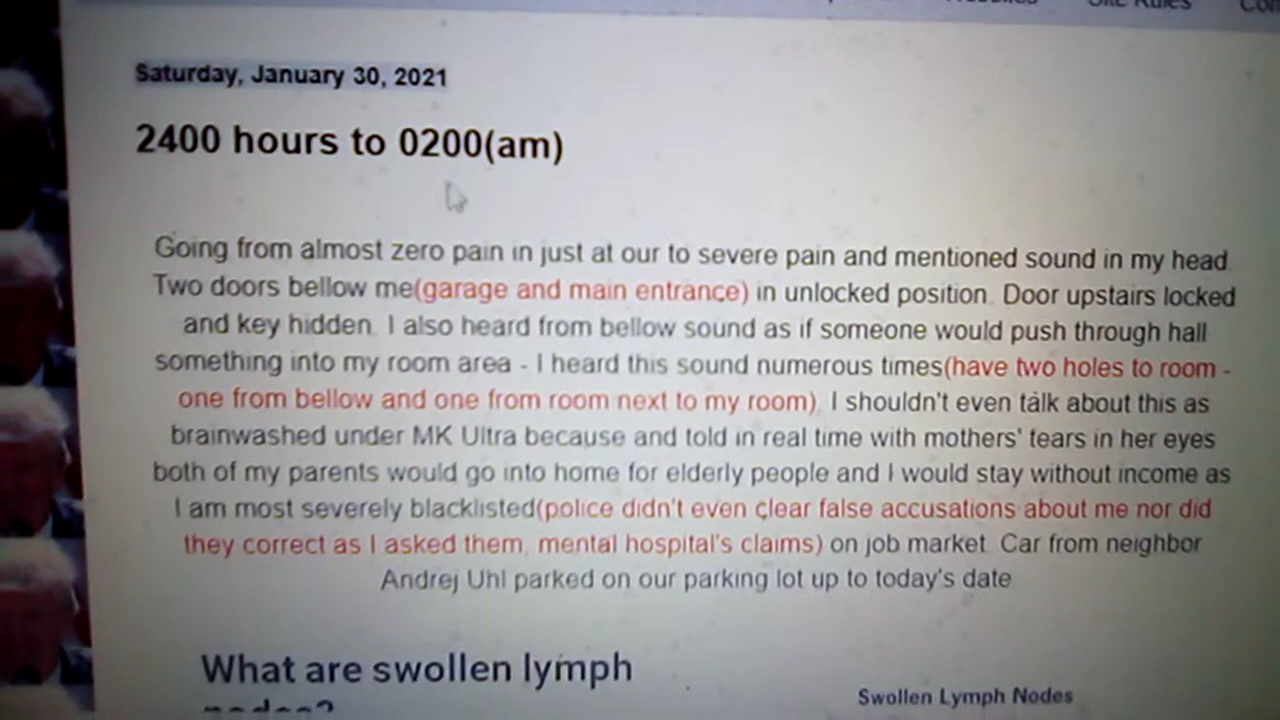 Site Rules
Saturday, January 30, 2021
2400 hours to 0200(am)
Going from almost zero pain in just at our to severe pain and mentioned sound in my head.
Two doors bellow me(garage and main entrance) in unlocked position. Door upstairs locked
and key hidden. I also heard from bellow sound as if someone would push through hall
something into my room area - I heard this sound numerous times(have two holes to room -
one from bellow and one from room next to my room). I shouldn't even talk about this as
brainwashed under MK Ultra because and told in real time with mothers' tears in her eyes
both of my parents would go into home for elderly people and I would stay without income as
I am most severely blacklisted(police didn't even clear false accusations about me nor did
they correct as I asked them, mental hospital's claims) on job market. Car from neighbor
Andrej Uhl parked on our parking lot up to today's date
What are swollen lymph
nodes?
Swollen Lymph Nodes